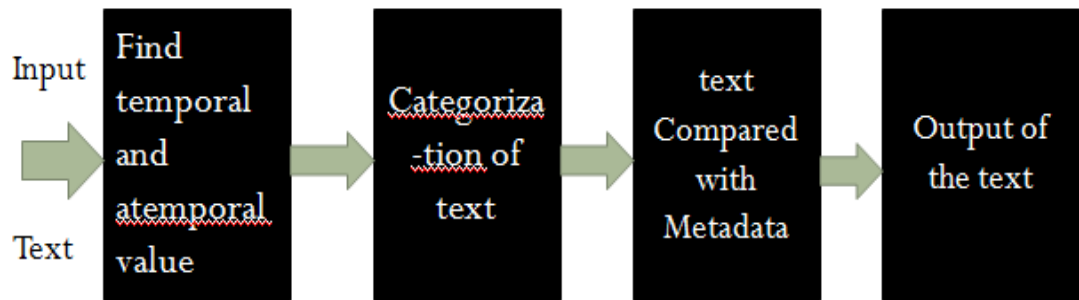 Input
Text
Find
temporal
and
atemporal
value
Categoriza
-tion of
text
text
Compared
with
Metadata
Output of
the text